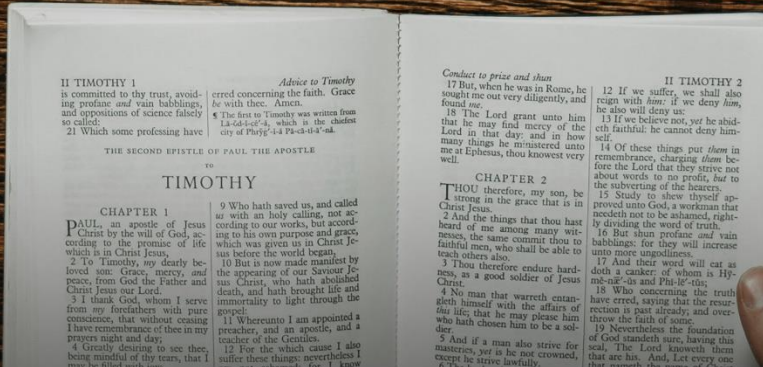 II TIMOTHY 1
Advice to Timothy
is committed to thy trust, avoid-
ing profane and vain babblings,
and oppositions of science falsely
so called:
21 Which some professing have
erred concerning the faith. Grace
be with thee. Amen.
¶ The first to Timothy was written from
Lā-ŏd-ĭ-cē'-ȧ, which is the chiefest
city of Phrўġ'-ĭ-ȧ Pā-cā-tĭ-ā'-nȧ.
THE SECOND EPISTLE OF PAUL THE APOSTLE
TO
TIMOTHY
CHAPTER 1
PAUL, an apostle of Jesus
Christ by the will of God, ac-
cording to the promise of life
which is in Christ Jesus,
2 To Timothy, my dearly be-
loved son: Grace, mercy, and
peace, from God the Father and
Christ Jesus our Lord.
3 I thank God, whom I serve
from my forefathers with pure
conscience, that without ceasing
I have remembrance of thee in my
prayers night and day;
4 Greatly desiring to see thee,
being mindful of thy tears, that I
may be filled with joy
9 Who hath saved us, and called
us with an holy calling, not ac-
cording to our works, but accord-
ing to his own purpose and grace,
which was given us in Christ Je-
sus before the world began,
10 But is now made manifest by
the appearing of our Saviour Je-
sus Christ, who hath abolished
death, and hath brought life and
immortality to light through the
gospel:
11 Whereunto I am appointed a
preacher, and an apostle, and a
teacher of the Gentiles.
12 For the which cause I also
suffer these things: nevertheless I
for I know
Conduct to prize and shun
II TIMOTHY 2
17 But, when he was in Rome, he
sought me out very diligently, and
found me.
18 The Lord grant unto him
that he may find mercy of the
Lord in that day: and in how
many things he ministered unto
me at Ephesus, thou knowest very
well.
CHAPTER 2
THOU therefore, my son, be
strong in the grace that is in
Christ Jesus.
2 And the things that thou hast
heard of me among many wit-
nesses, the same commit thou to
faithful men, who shall be able to
teach others also.
3 Thou therefore endure hard-
ness, as a good soldier of Jesus
Christ.
4 No man that warreth entan-
gleth himself with the affairs of
this life; that he may please him
who hath chosen him to be a sol-
dier.
5 And if a man also strive for
masteries, yet is he not crowned,
except he strive lawfully.
12 If we suffer, we shall also
reign with him: if we deny him,
he also will deny us:
13 If we believe not, yet he abid-
eth faithful: he cannot deny him-
self.
14 Of these things put them in
remembrance, charging them be-
fore the Lord that they strive not
about words to no profit, but to
the subverting of the hearers.
15 Study to shew thyself ap-
proved unto God, a workman that
needeth not to be ashamed, right-
ly dividing the word of truth.
16 But shun profane and vain
babblings: for they will increase
unto more ungodliness.
17 And their word will eat as
doth a canker: of whom is Hȳ-
mĕ-næ̂'-ŭs and Phĭ-lē'-tŭs;
18 Who concerning the truth
have erred, saying that the resur-
rection is past already; and over-
throw the faith of some.
19 Nevertheless the foundation
of God standeth sure, having this
seal, The Lord knoweth them
that are his. And, Let every one